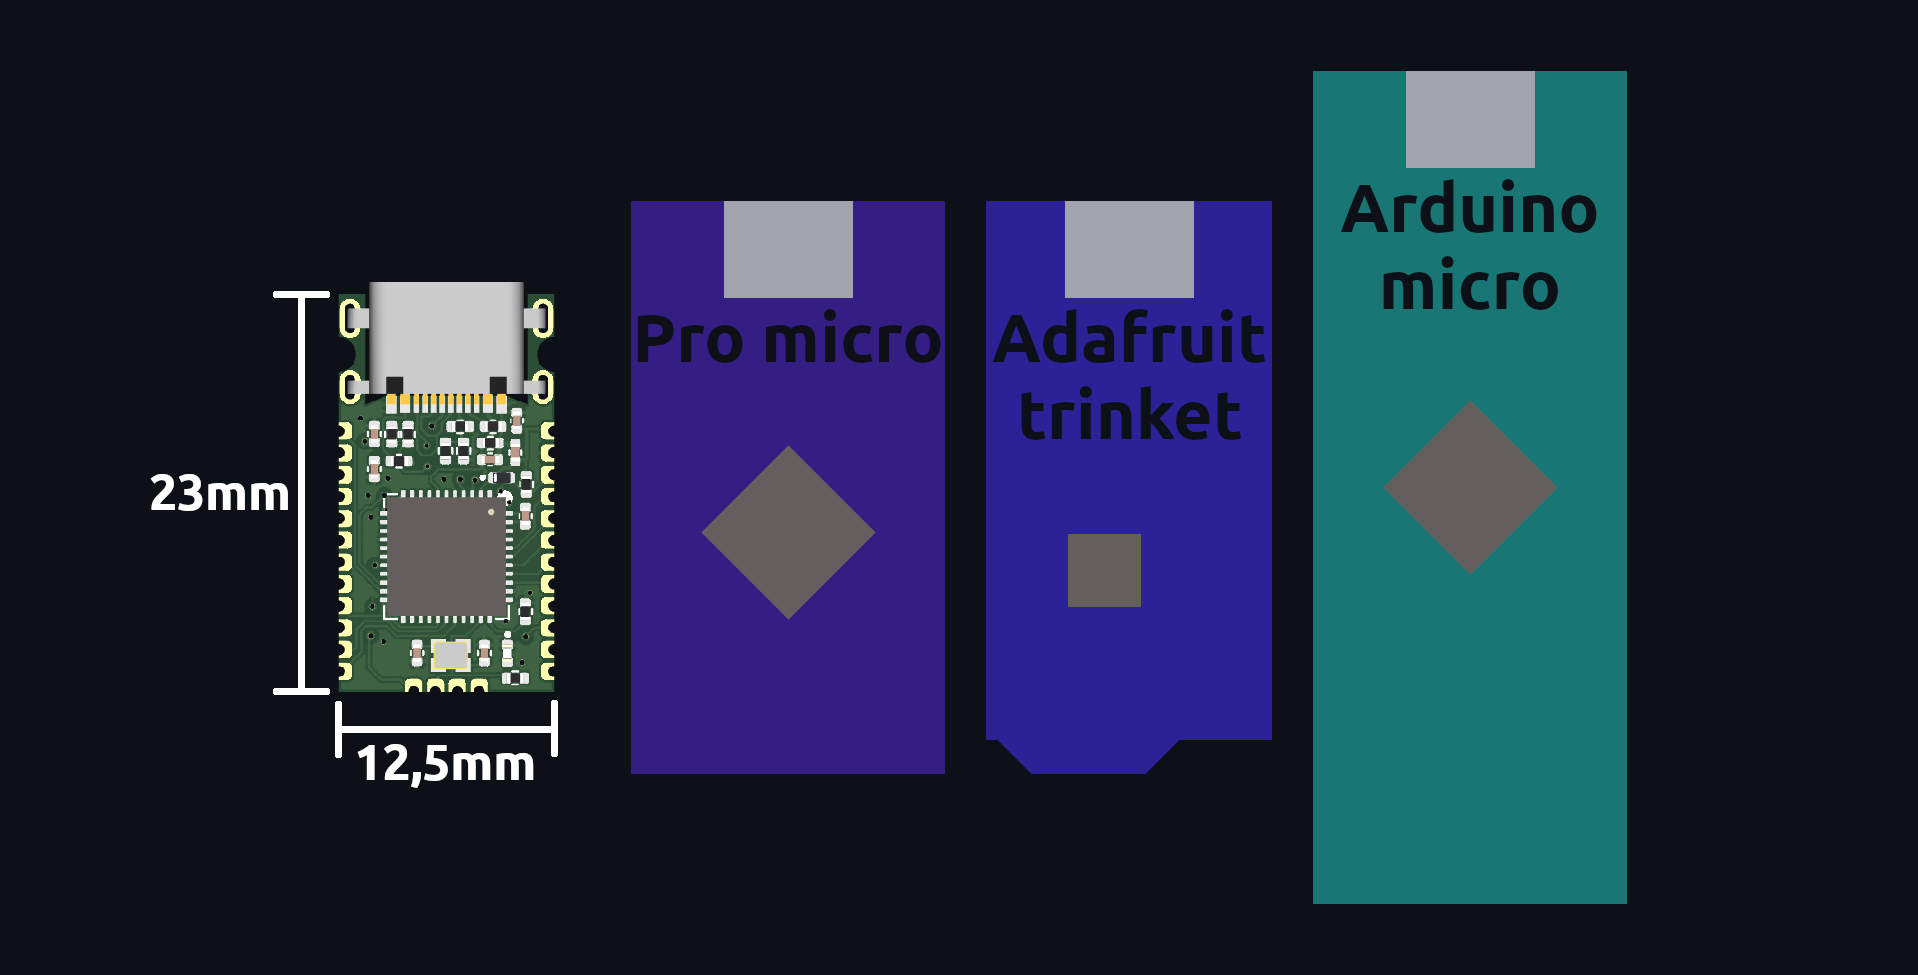 23mm
12,5mm
Pro micro
Adafruit
trinket
Arduino
micro